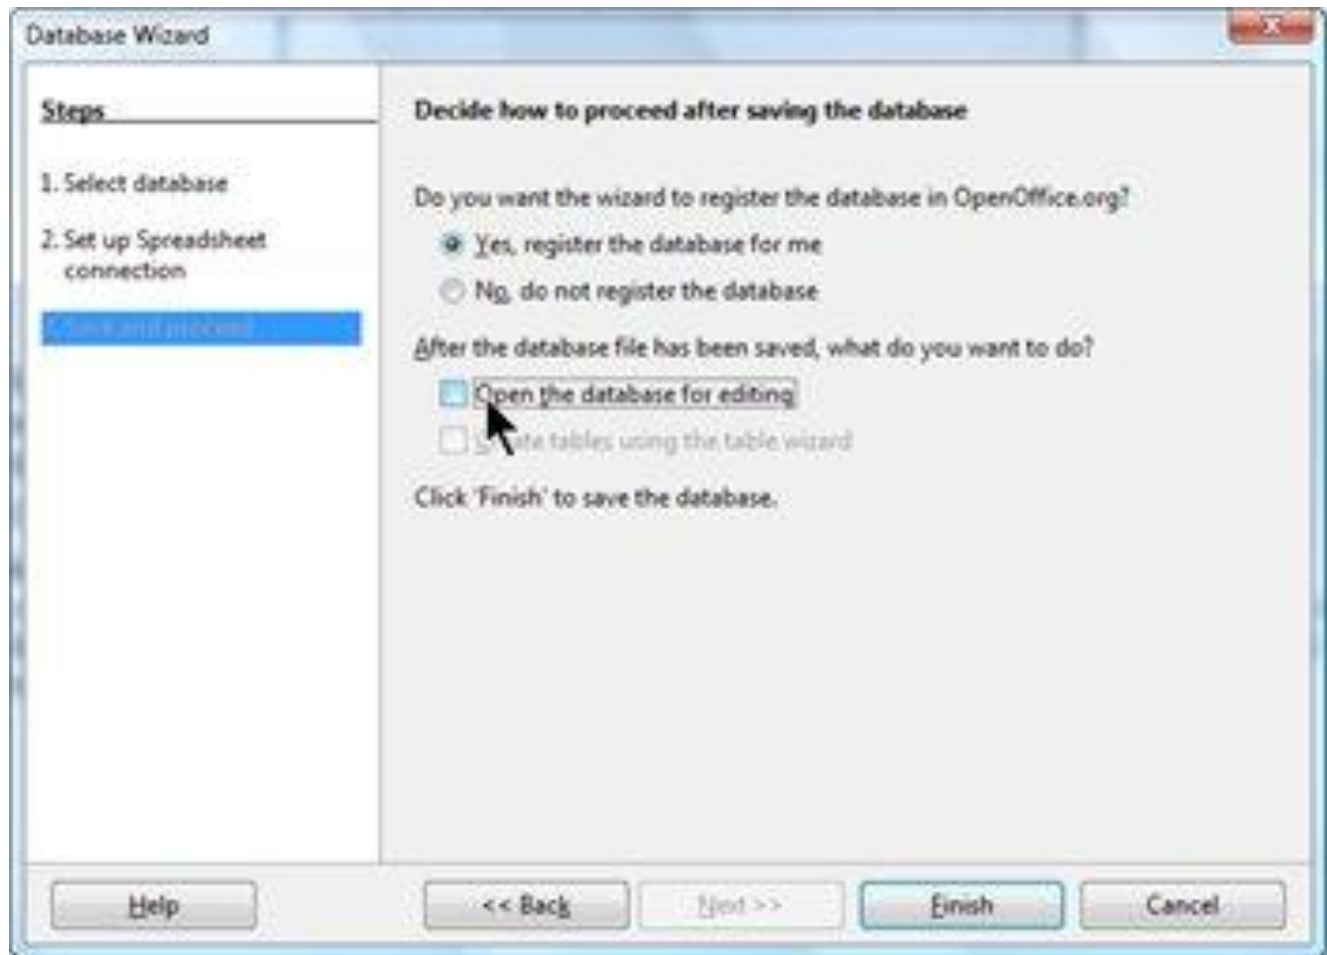 Database Wizard
Steps
1. Select database
2. Set up Spreadsheet
connection
3. Save and proceed
Decide how to proceed after saving the database
Do you want the wizard to register the database in OpenOffice.org?
Yes, register the database for me
No, do not register the database
After the database file has been saved, what do you want to do?
Open the database for editing
tables using the table wizard
Click 'Finish' to save the database.
Help
<< Back
Next >>
Finish
Cancel